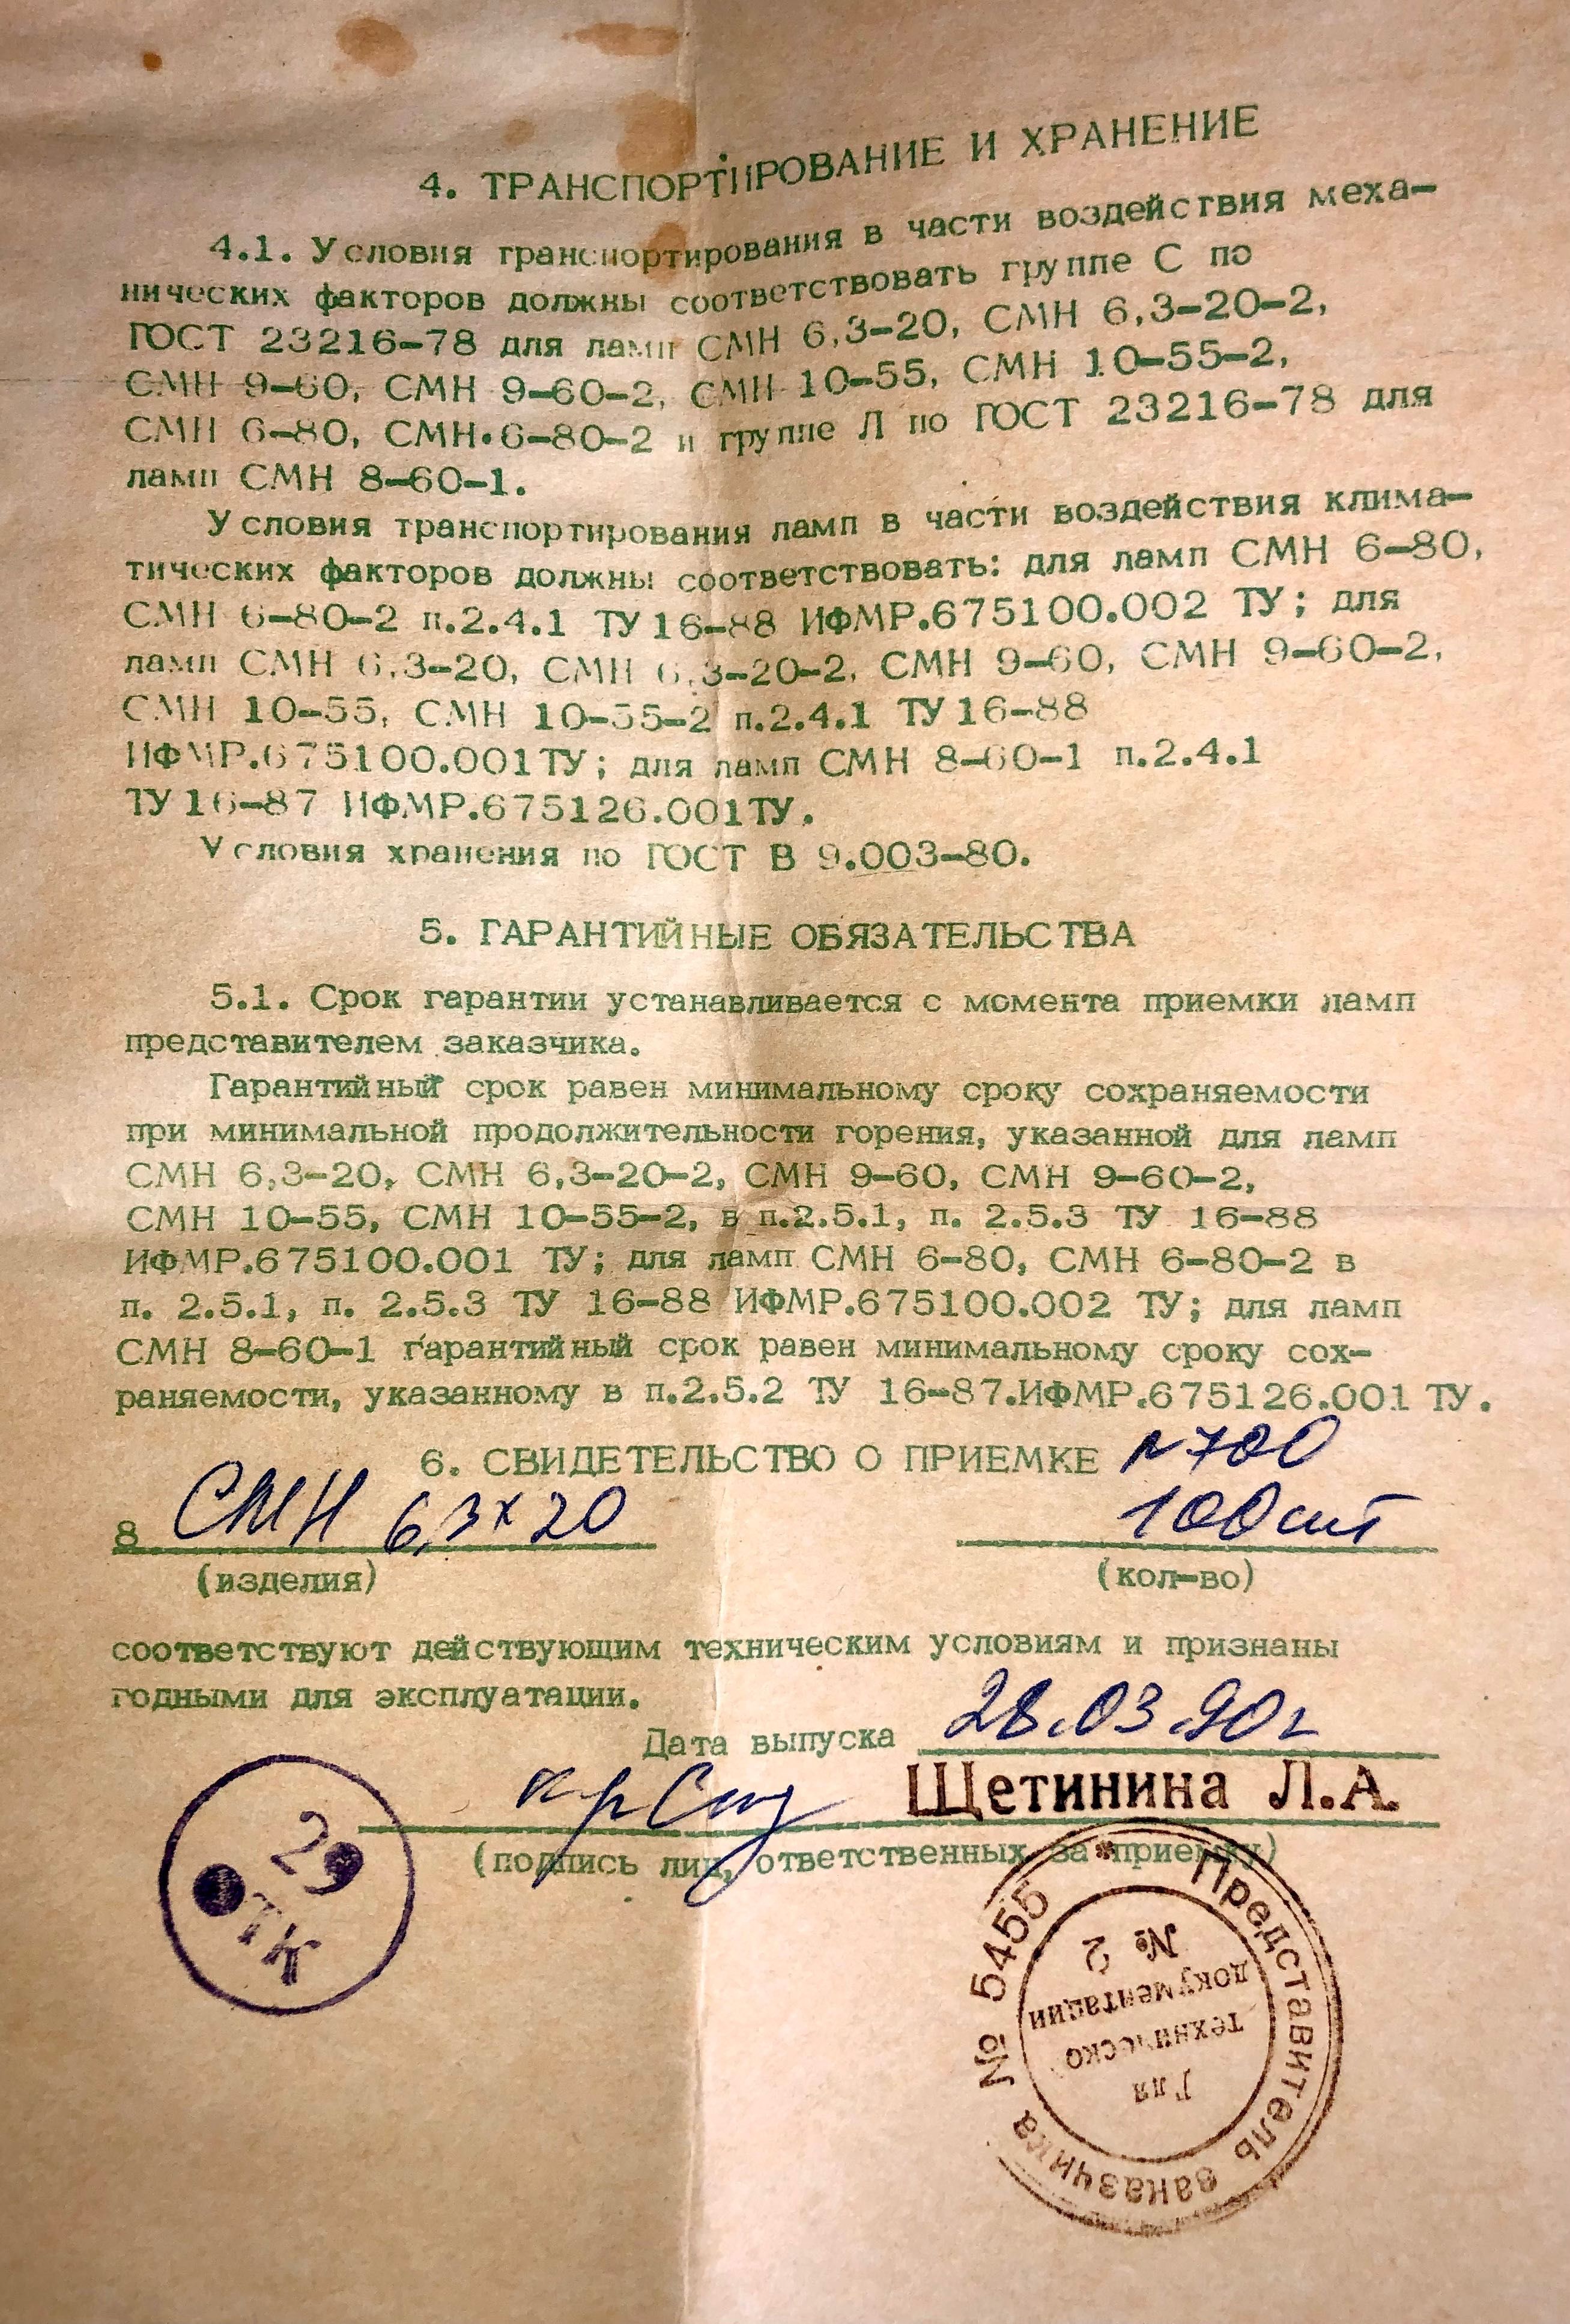 4. ТРАНСПОРТИРОВАНИЕ И ХРАНЕНИЕ
4.1. Условия транспортирования в части воздействия меха-
нических факторов должны соответствовать группе С по
ГОСТ 23216-78 для ламп СМН 6,3-20, СМН 6,3-20-2,
СМН 9-60, СМН 9-60-2, СМН 10-55, СМН 10-55-2,
СМН 6-80, СМН 6-80-2 и группе Л по ГОСТ 23216-78 для
ламп СМН 8-60-1.
Условия транспортирования ламп в части воздействия клима-
тических факторов должны соответствовать: для ламп СМН 6-80,
СМН 6-80-2 п.2.4.1 ТУ 16-88 ИФМР.675100.002 ТУ; для
ламп СМН 6,3-20, СМН 6,3-20-2, СМН 9-60, СМН 9-60-2,
СМН 10-55, СМН 10-55-2 п.2.4.1 ТУ 16-88
ИФМР.675100.001ТУ; для ламп СМН 8-60-1 п.2.4.1
ТУ 16-87 ИФМР.675126.001ТУ.
Условия хранения по ГОСТ В 9.003-80.
5. ГАРАНТИЙНЫЕ ОБЯЗАТЕЛЬСТВА
5.1. Срок гарантии устанавливается с момента приемки ламп
представителем заказчика.
Гарантийный срок равен минимальному сроку сохраняемости
при минимальной продолжительности горения, указанной для ламп
СМН 6,3-20, СМН 6,3-20-2, СМН 9-60, СМН 9-60-2,
СМН 10-55, СМН 10-55-2, в п.2.5.1, п. 2.5.3 ТУ 16-88
ИФМР.675100.001 ТУ; для ламп СМН 6-80, СМН 6-80-2 в
п. 2.5.1, п. 2.5.3 ТУ 16-88 ИФМР.675100.002 ТУ; для ламп
СМН 8-60-1 гарантийный срок равен минимальному сроку сох-
раняемости, указанному в п.2.5.2 ТУ 16-87.ИФМР.675126.001 ТУ.
6. СВИДЕТЕЛЬСТВО О ПРИЕМКЕ N 700
8 СМН 6,3х20 100шт
(изделия) (кол-во)
соответствуют действующим техническим условиям и признаны
годными для эксплуатации.
Дата выпуска 28.03.90г
Щетинина Л.А.
(подпись лиц, ответственных за приемку)
29
ОТК
* Представитель заказчика № 5455
Для
техническо
документации
№ 2